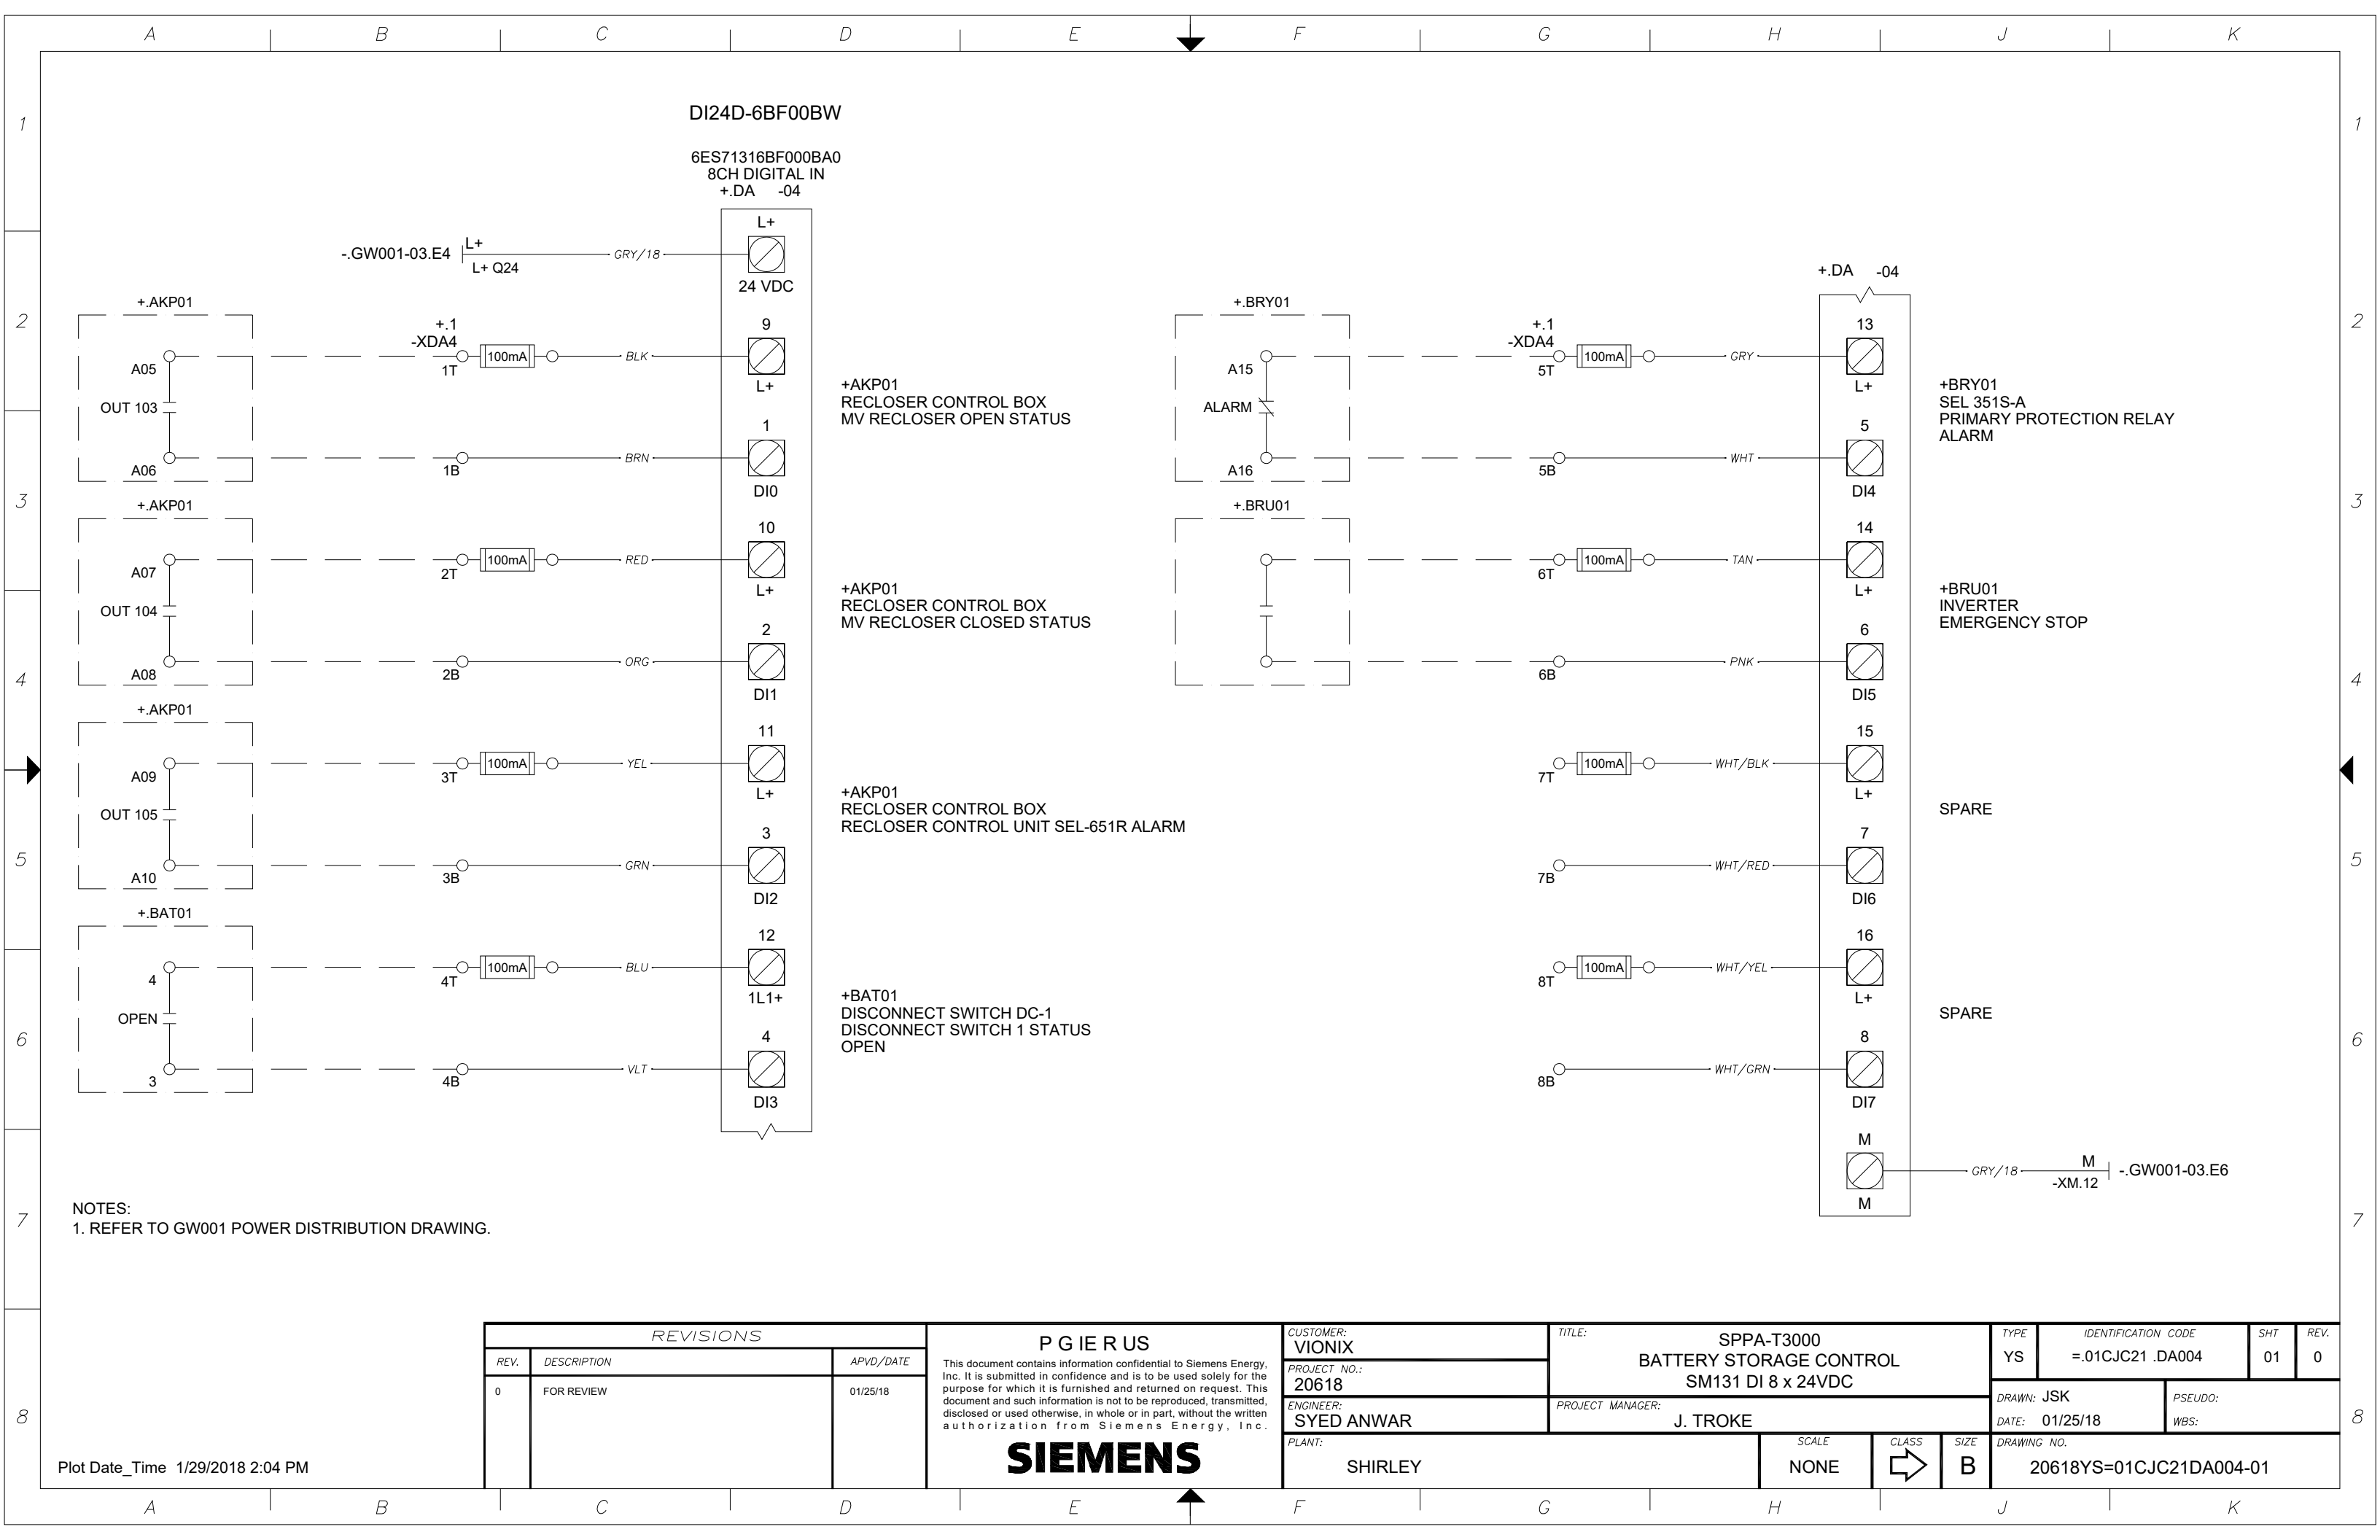 A B C D E F G H J K
1 1
2 2
3 3
4 4
5 5
6 6
7 7
8 8
DI24D-6BF00BW
6ES71316BF000BA0
8CH DIGITAL IN
+.DA -04
L+
-.GW001-03.E4 L+ GRY/18
L+ Q24
24 VDC
+.AKP01
+.1
-XDA4
9
A05 1T 100mA BLK
L+
OUT 103
+AKP01
RECLOSER CONTROL BOX
MV RECLOSER OPEN STATUS
1
A06 1B BRN
DI0
+.AKP01
10
A07 2T 100mA RED
L+
OUT 104
+AKP01
RECLOSER CONTROL BOX
MV RECLOSER CLOSED STATUS
2
A08 2B ORG
DI1
+.AKP01
11
A09 3T 100mA YEL
L+
OUT 105
+AKP01
RECLOSER CONTROL BOX
RECLOSER CONTROL UNIT SEL-651R ALARM
3
A10 3B GRN
DI2
+.BAT01
12
4 4T 100mA BLU
1L1+
OPEN
+BAT01
DISCONNECT SWITCH DC-1
DISCONNECT SWITCH 1 STATUS
OPEN
4
3 4B VLT
DI3
+.DA -04
+.BRY01
+.1
-XDA4
13
A15 5T 100mA GRY
L+
ALARM
+BRY01
SEL 351S-A
PRIMARY PROTECTION RELAY
ALARM
5
A16 5B WHT
DI4
+.BRU01
14
6T 100mA TAN
L+
+BRU01
INVERTER
EMERGENCY STOP
6
6B PNK
DI5
15
7T 100mA WHT/BLK
L+
SPARE
7
7B WHT/RED
DI6
16
8T 100mA WHT/YEL
L+
SPARE
8
8B WHT/GRN
DI7
M
GRY/18 M -.GW001-03.E6
-XM.12
M
NOTES:
1. REFER TO GW001 POWER DISTRIBUTION DRAWING.
Plot Date_Time 1/29/2018 2:04 PM
REVISIONS
REV. DESCRIPTION APVD/DATE
0 FOR REVIEW 01/25/18
P G IE R US
This document contains information confidential to Siemens Energy,
Inc. It is submitted in confidence and is to be used solely for the
purpose for which it is furnished and returned on request. This
document and such information is not to be reproduced, transmitted,
disclosed or used otherwise, in whole or in part, without the written
authorization from Siemens Energy, Inc.
SIEMENS
CUSTOMER:
VIONIX
PROJECT NO.:
20618
ENGINEER:
SYED ANWAR
PLANT:
SHIRLEY
TITLE:
SPPA-T3000
BATTERY STORAGE CONTROL
SM131 DI 8 x 24VDC
PROJECT MANAGER:
J. TROKE
SCALE
NONE
CLASS
SIZE
B
TYPE IDENTIFICATION CODE SHT REV.
YS =.01CJC21 .DA004 01 0
DRAWN: JSK PSEUDO:
DATE: 01/25/18 WBS:
DRAWING NO.
20618YS=01CJC21DA004-01
A B C D E F G H J K